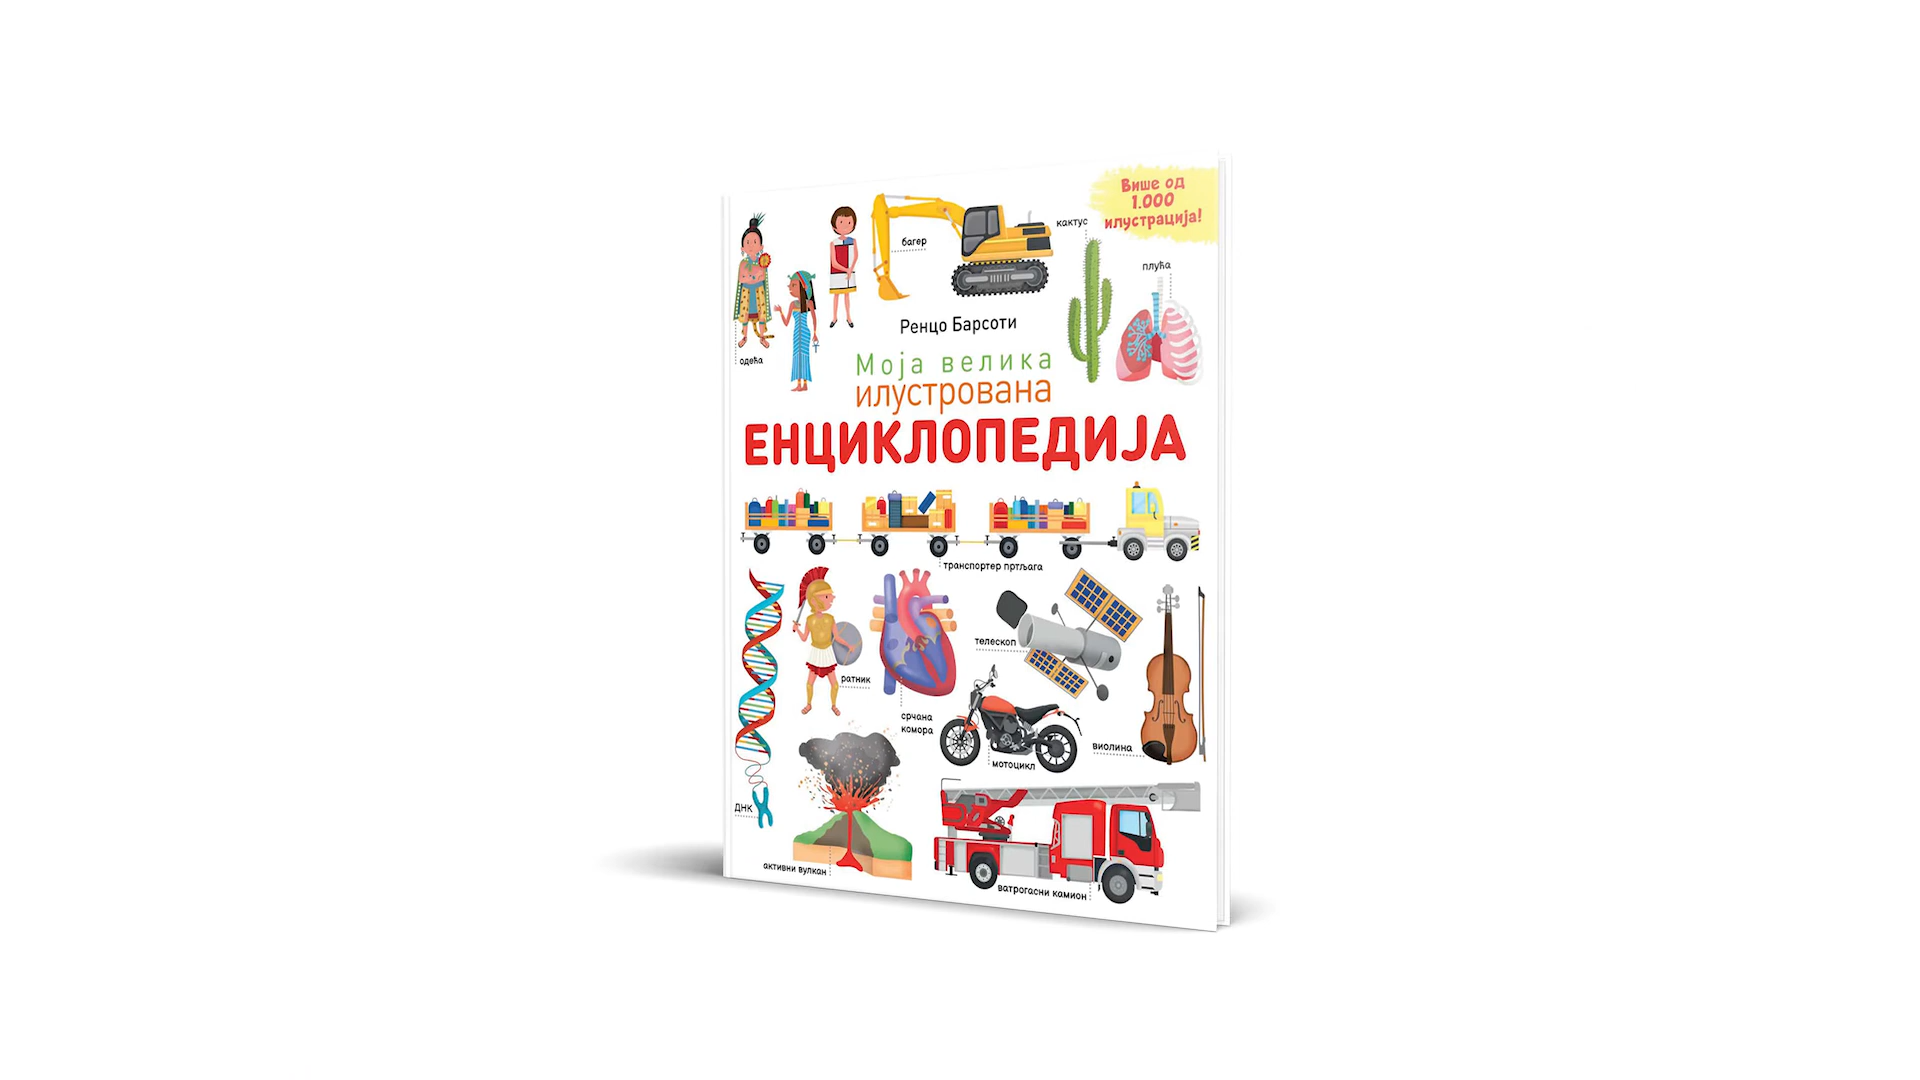 Више од
1.000
илустрација!
багер
кактус
плућа
одећа
Ренцо Барсоти
Моја велика
илустрована
ЕНЦИКЛОПЕДИЈА
транспортер пртљага
телескоп
ратник
срчана
комора
виолина
мотоцикл
ДНК
активни вулкан
ватрогасни камион